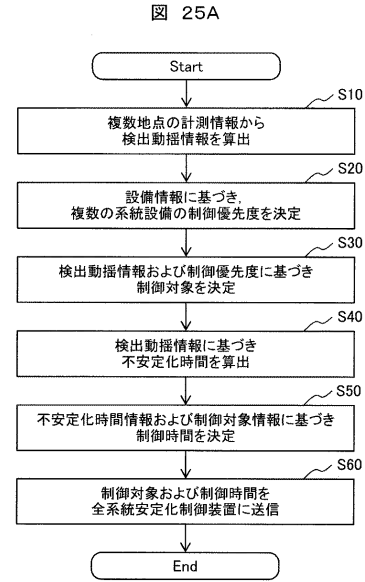 図 25A
Start
S10
複数地点の計測情報から
検出動揺情報を算出
S20
設備情報に基づき,
複数の系統設備の制御優先度を決定
S30
検出動揺情報および制御優先度に基づき
制御対象を決定
S40
検出動揺情報に基づき
不安定化時間を算出
S50
不安定化時間情報および制御対象情報に基づき
制御時間を決定
S60
制御対象および制御時間を
全系統安定化制御装置に送信
End